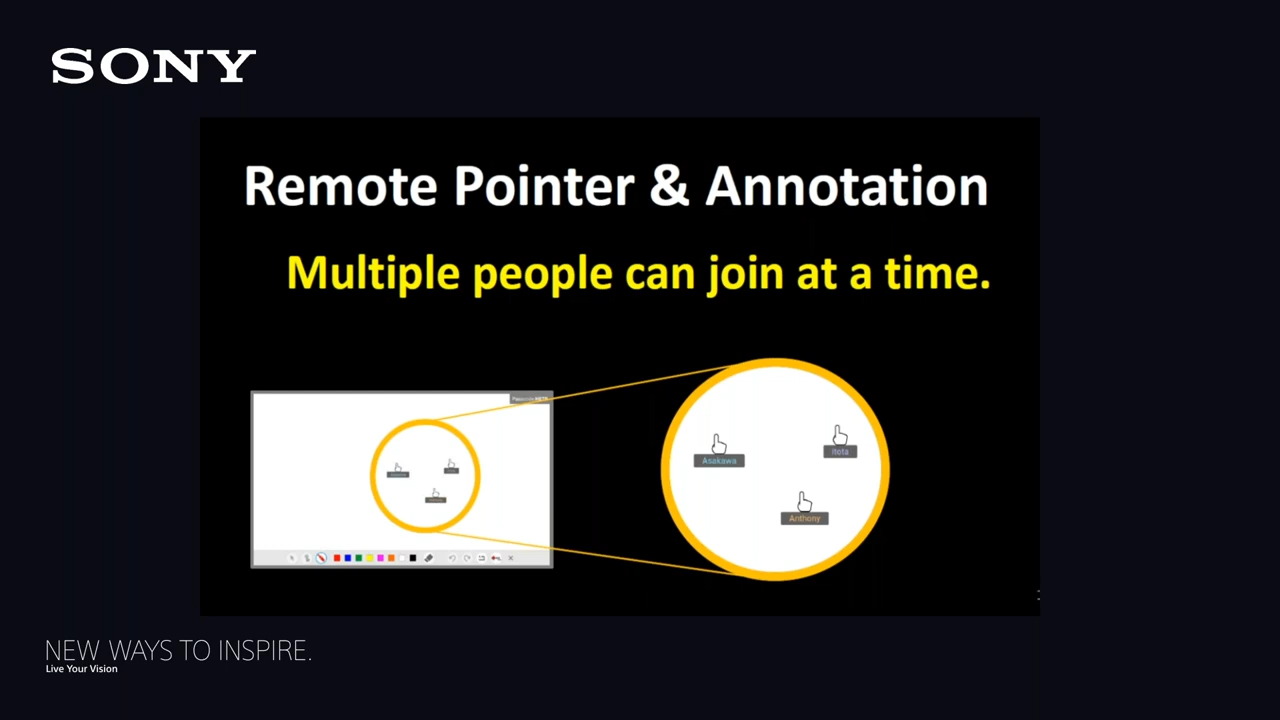 SONY
Remote Pointer & Annotation
Multiple people can join at a time.
Asakawa
Itota
Anthony
NEW WAYS TO INSPIRE.
Live Your Vision